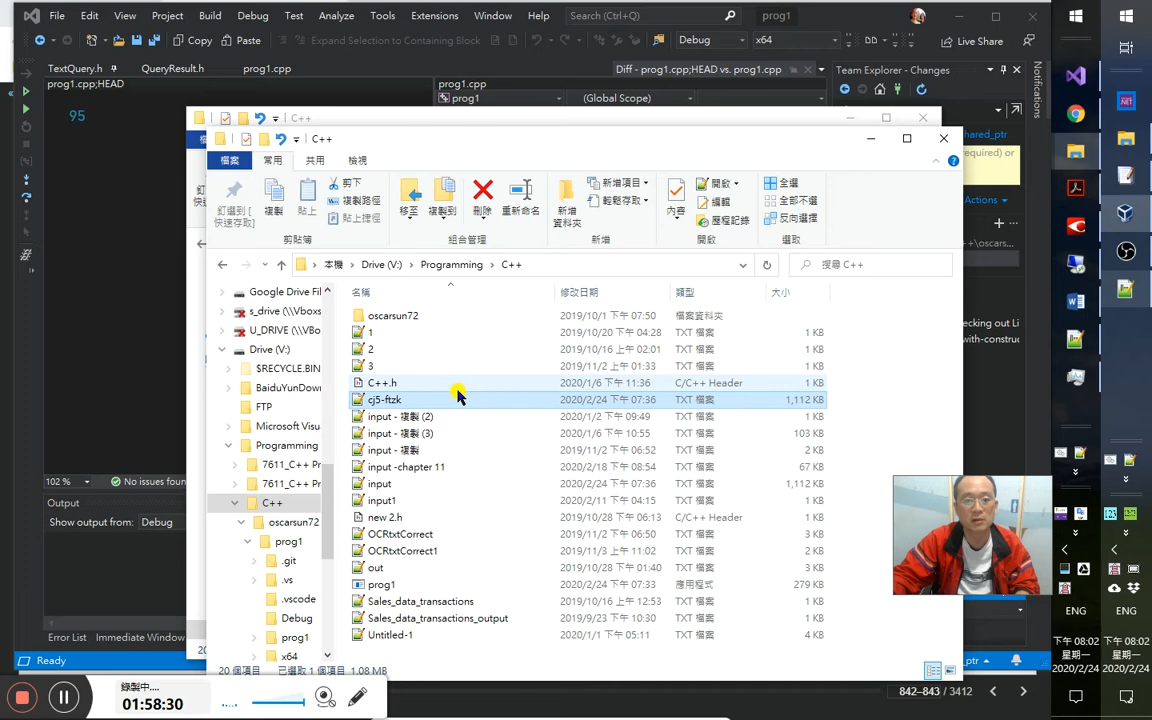 File Edit View Project Build Debug Test Analyze Tools Extensions Window Help Search (Ctrl+Q) prog1
Copy Paste Expand Selection to Containing Block Debug x64 Live Share
TextQuery.h QueryResult.h prog1.cpp Diff - prog1.cpp;HEAD vs. prog1.cpp Team Explorer - Changes
prog1.cpp;HEAD prog1.cpp
prog1 (Global Scope)
Notifications
95
C++
C++
hared_ptr
required) or
Actions
檔案 常用 共用 檢視
釘選到 [
快速存取]
複製
貼上
剪下
複製路徑
貼上捷徑
剪貼簿
移至
複製到
刪除
重新命名
組合管理
新增
資料夾
新增項目
輕鬆存取
新增
內容
開啟
編輯
歷程記錄
開啟
全選
全部不選
反向選擇
選取
本機 Drive (V:) Programming C++
搜尋 C++
++\oscars
ecking out Li
with-construc
Google Drive Fil
s_drive (\\Vboxs
U_DRIVE (\\VBo
Drive (V:)
$RECYCLE.BIN
BaiduYunDown
FTP
Microsoft Visu
Programming
7611_C++ Pr
7611_C++ Pr
C++
oscarsun72
prog1
.git
.vs
.vscode
Debug
prog1
x64
名稱 修改日期 類型 大小
oscarsun72 2019/10/1 下午 07:50 檔案資料夾
1 2019/10/20 下午 04:28 TXT 檔案 1 KB
2 2019/10/16 上午 02:01 TXT 檔案 1 KB
3 2019/11/2 上午 01:33 TXT 檔案 1 KB
C++.h 2020/1/6 下午 11:36 C/C++ Header 1 KB
cj5-ftzk 2020/2/24 下午 07:36 TXT 檔案 1,112 KB
input - 複製 (2) 2020/1/2 下午 09:49 TXT 檔案 1 KB
input - 複製 (3) 2020/1/6 下午 10:55 TXT 檔案 103 KB
input - 複製 2019/11/2 上午 06:52 TXT 檔案 2 KB
input -chapter 11 2020/2/18 下午 08:54 TXT 檔案 67 KB
input 2020/2/24 下午 07:36 TXT 檔案 1,112 KB
input1 2020/2/11 下午 04:15 TXT 檔案 1 KB
new 2.h 2019/10/28 下午 06:13 C/C++ Header 1 KB
OCRtxtCorrect 2019/11/2 上午 06:50 TXT 檔案 3 KB
OCRtxtCorrect1 2019/11/3 上午 11:02 TXT 檔案 2 KB
out 2019/10/28 上午 01:40 TXT 檔案 3 KB
prog1 2020/2/24 下午 07:33 應用程式 279 KB
Sales_data_transactions 2019/10/16 上午 12:53 TXT 檔案 1 KB
Sales_data_transactions_output 2019/9/23 下午 10:30 TXT 檔案 1 KB
Untitled-1 2020/1/1 下午 05:11 TXT 檔案 4 KB
20 個項目 已選取 1 個項目 1.08 MB
102 % No issues found
Output
Show output from: Debug
Error List Immediate Window
Ready
錄製中....
01:58:30
842–843 / 3412
ENG
下午 08:02
星期一
2020/2/24
ENG
下午 08:02
星期一
2020/2/24